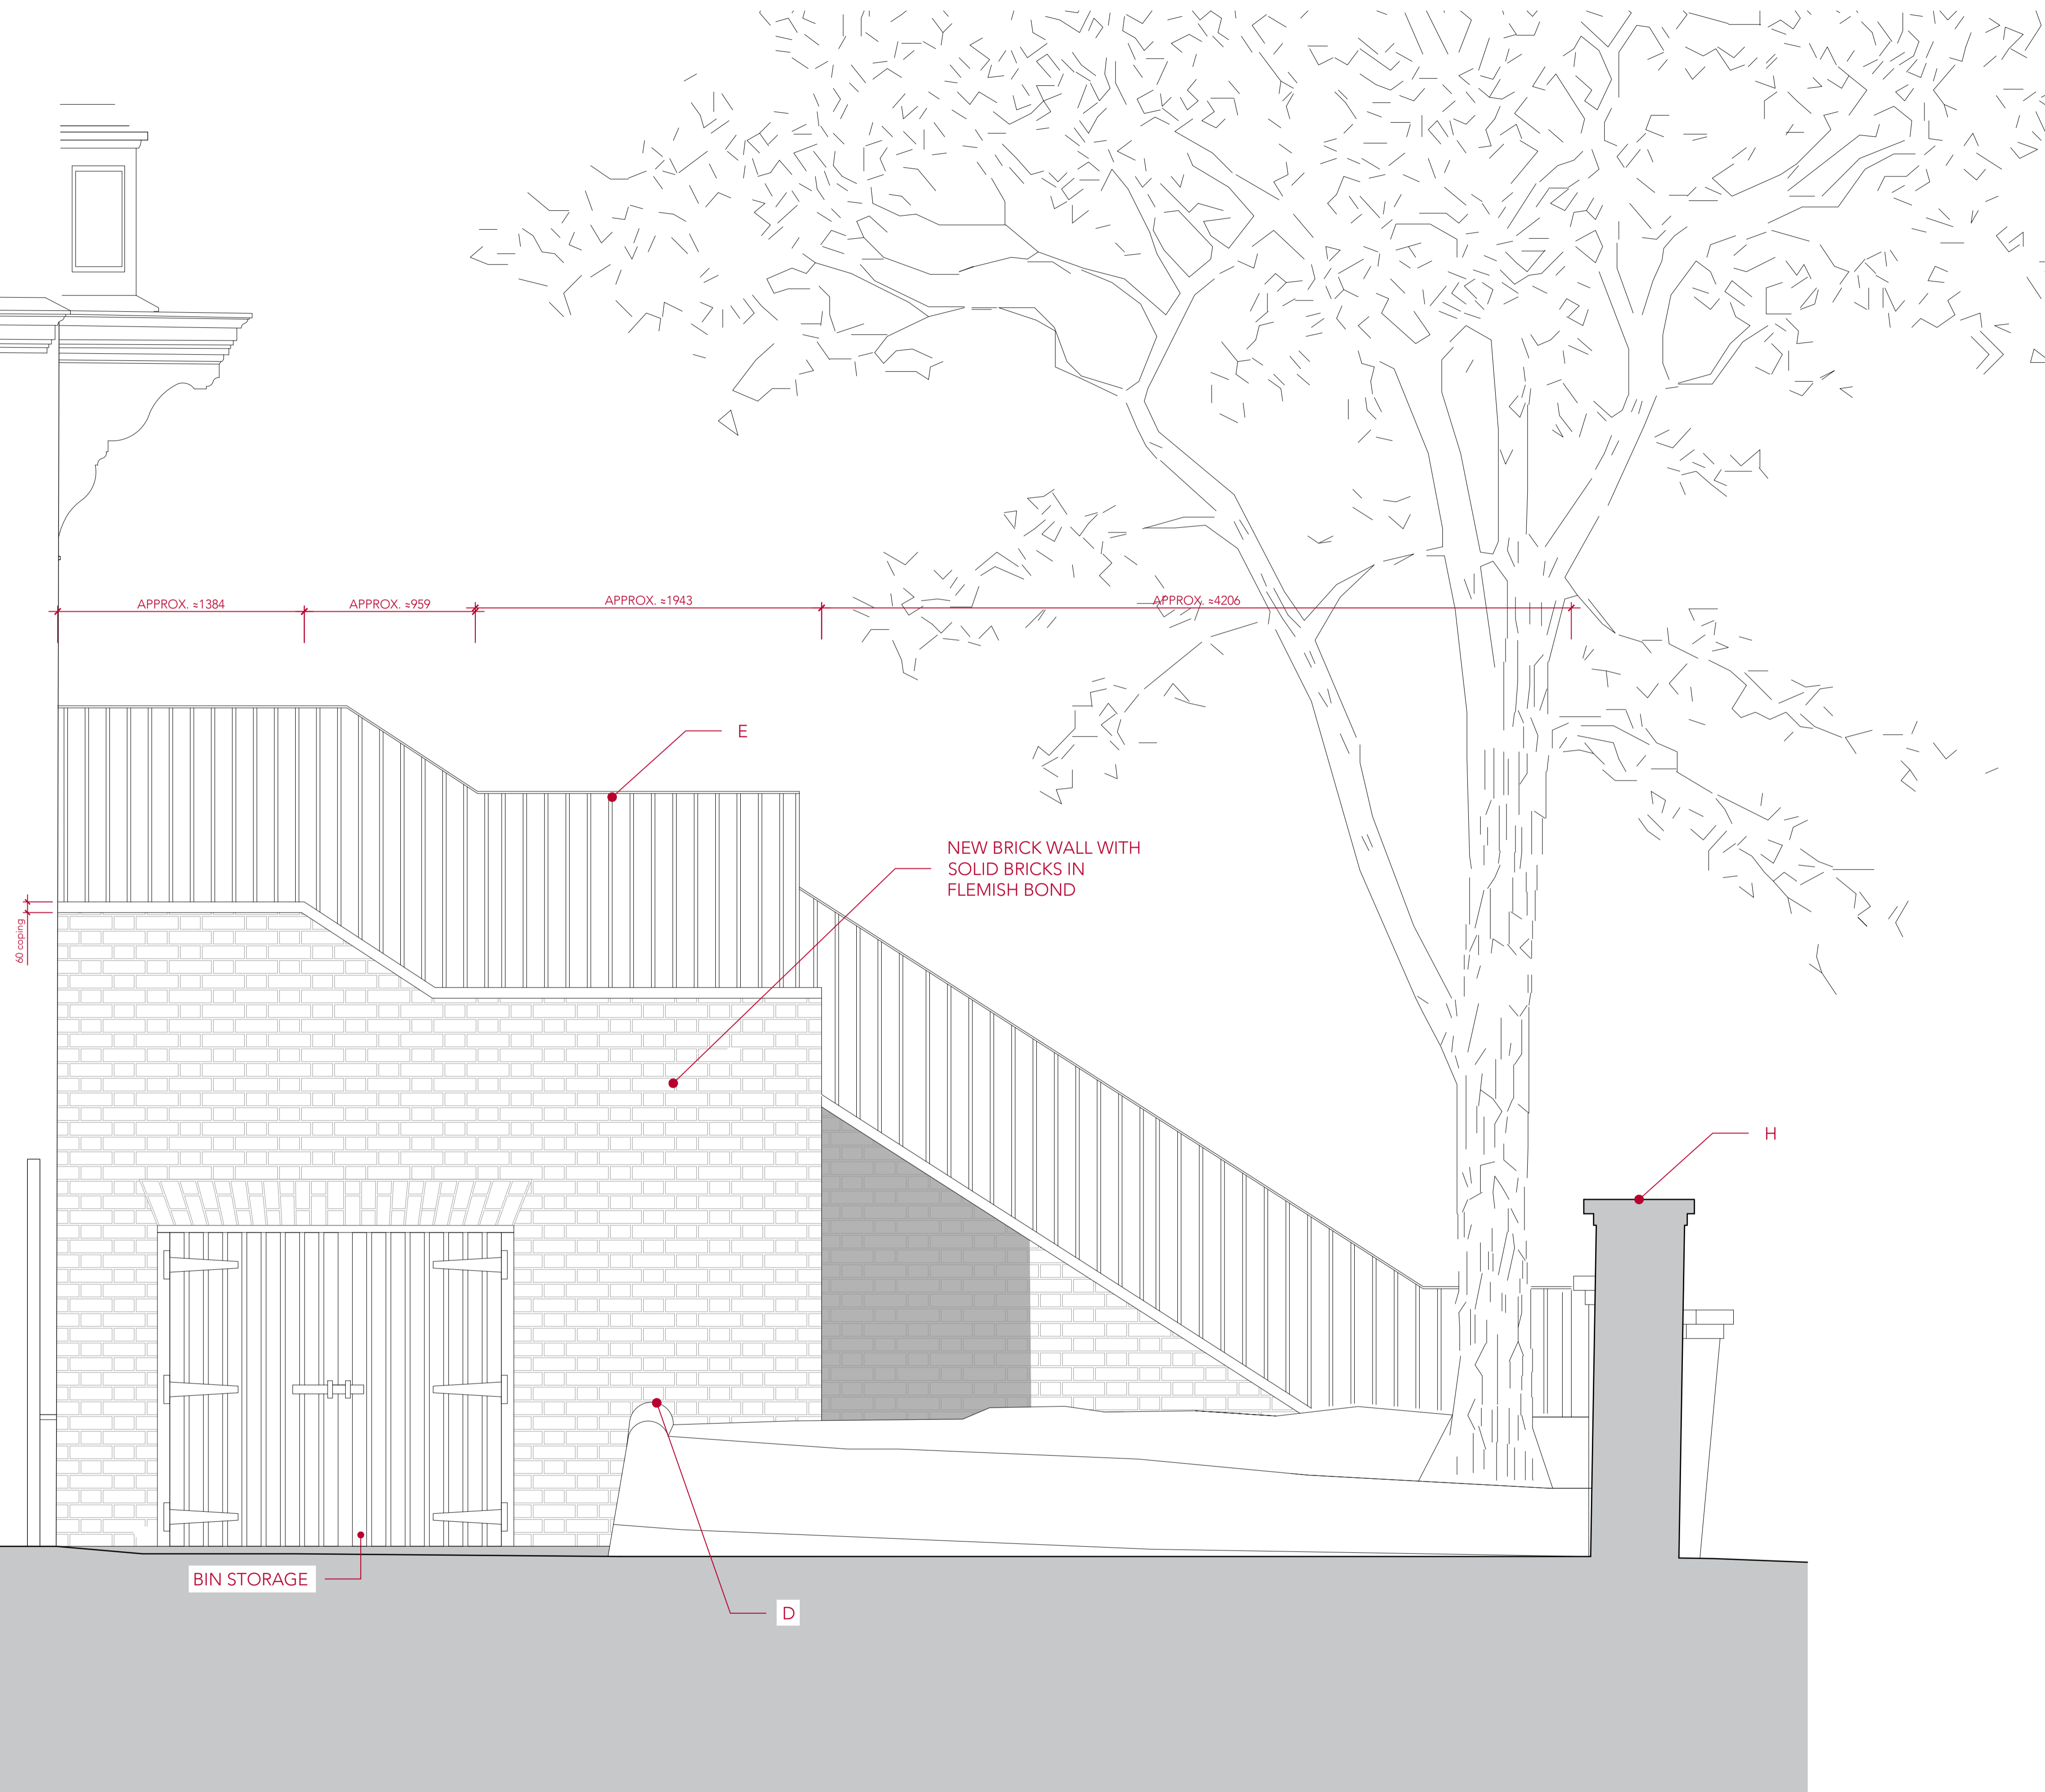 APPROX. ≈1384
APPROX. ≈959
APPROX. ≈1943
APPROX. ≈4206
E
NEW BRICK WALL WITH
SOLID BRICKS IN
FLEMISH BOND
60 coping
H
BIN STORAGE
D